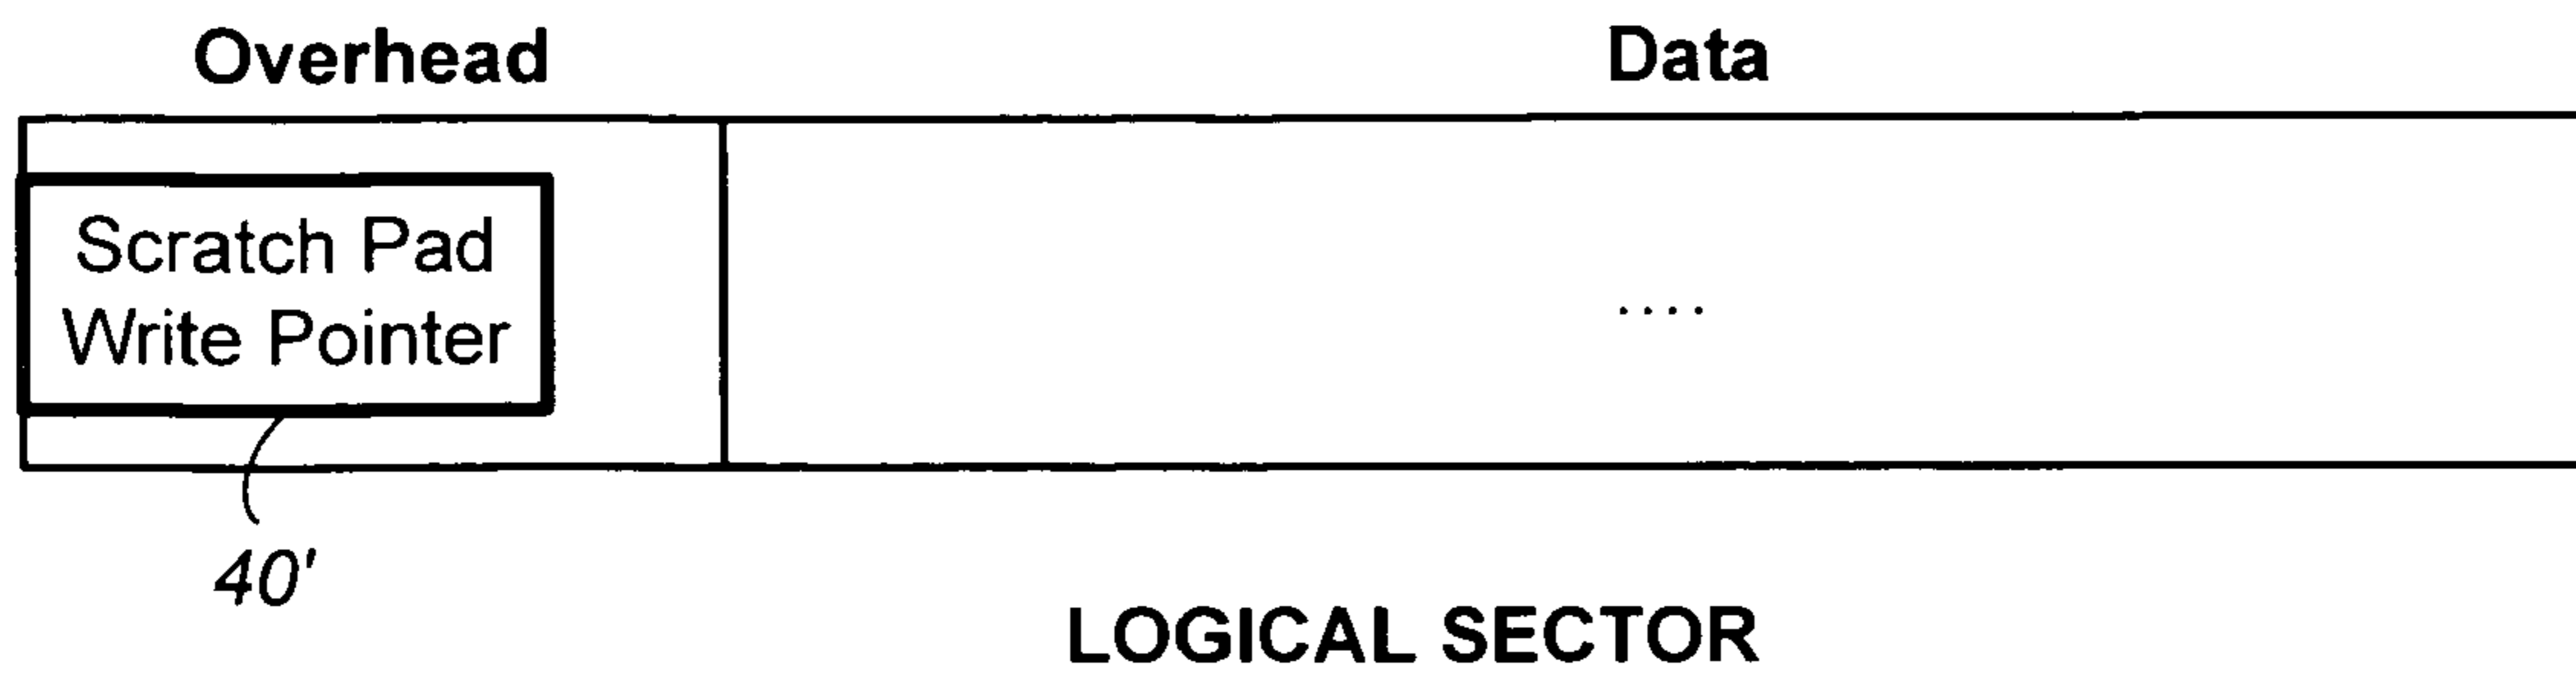 Overhead
Data
Scratch Pad
Write Pointer
....
40'
LOGICAL SECTOR